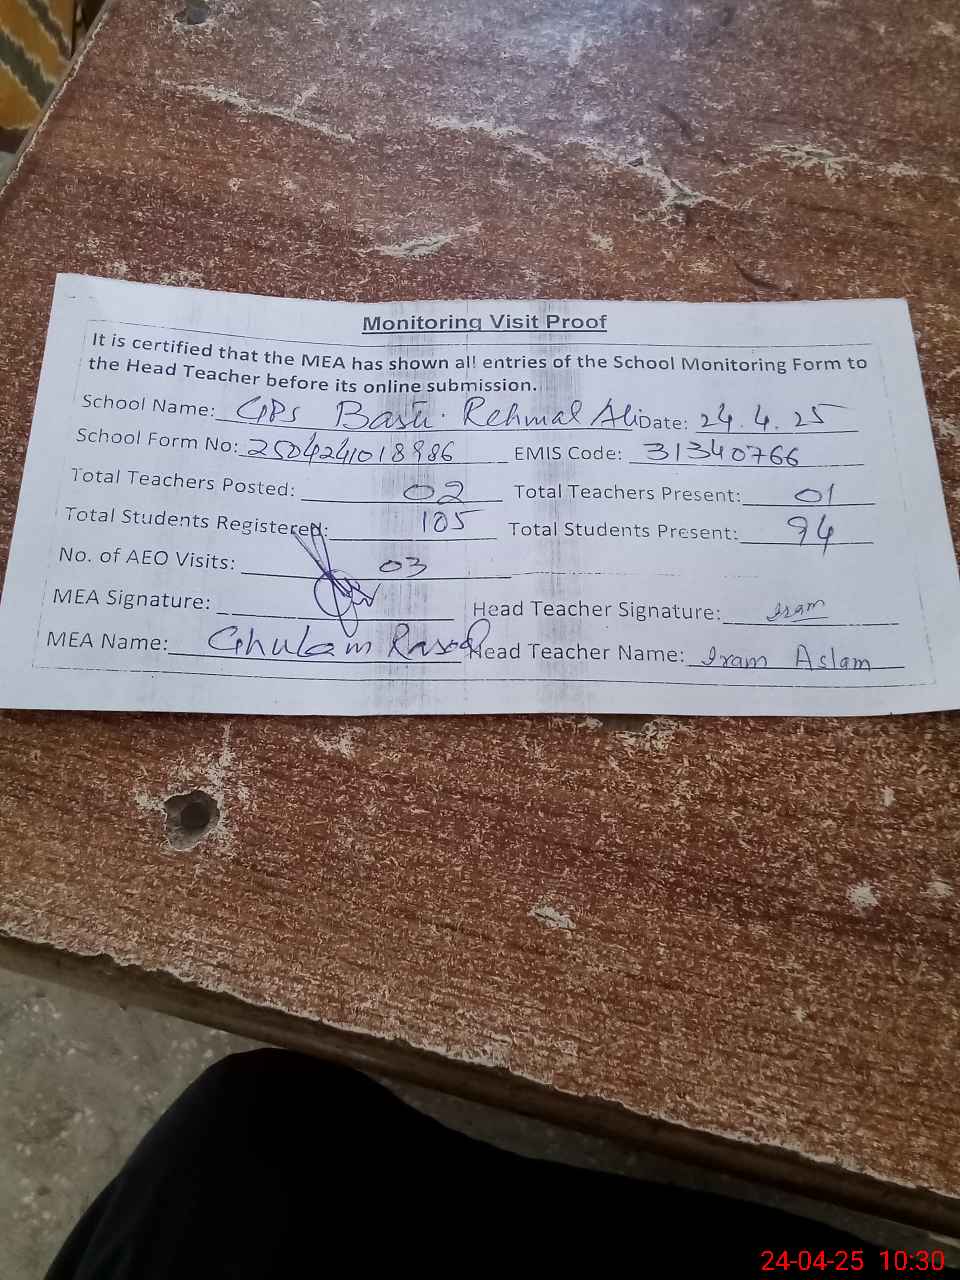 Monitoring Visit Proof
It is certified that the MEA has shown all entries of the School Monitoring Form to
the Head Teacher before its online submission.
School Name: GPS Basti Rehmat Ali Date: 24.4.25
School Form No: 2504241018986 EMIS Code: 31340766
Total Teachers Posted: 02 Total Teachers Present: 01
Total Students Registered: 105 Total Students Present: 94
No. of AEO Visits: 03
MEA Signature: Head Teacher Signature: Iram
MEA Name: Ghulam Rasool Head Teacher Name: Iram Aslam
24-04-25 10:30